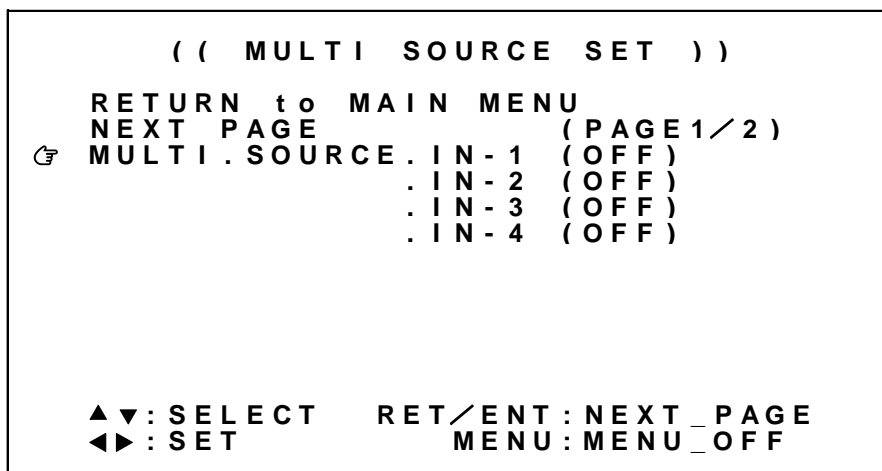 (( MULTI SOURCE SET ))
RETURN to MAIN MENU
NEXT PAGE (PAGE1/2)
☞ MULTI.SOURCE.IN-1 (OFF)
.IN-2 (OFF)
.IN-3 (OFF)
.IN-4 (OFF)
▲▼:SELECT RET/ENT:NEXT_PAGE
◀▶:SET MENU:MENU_OFF